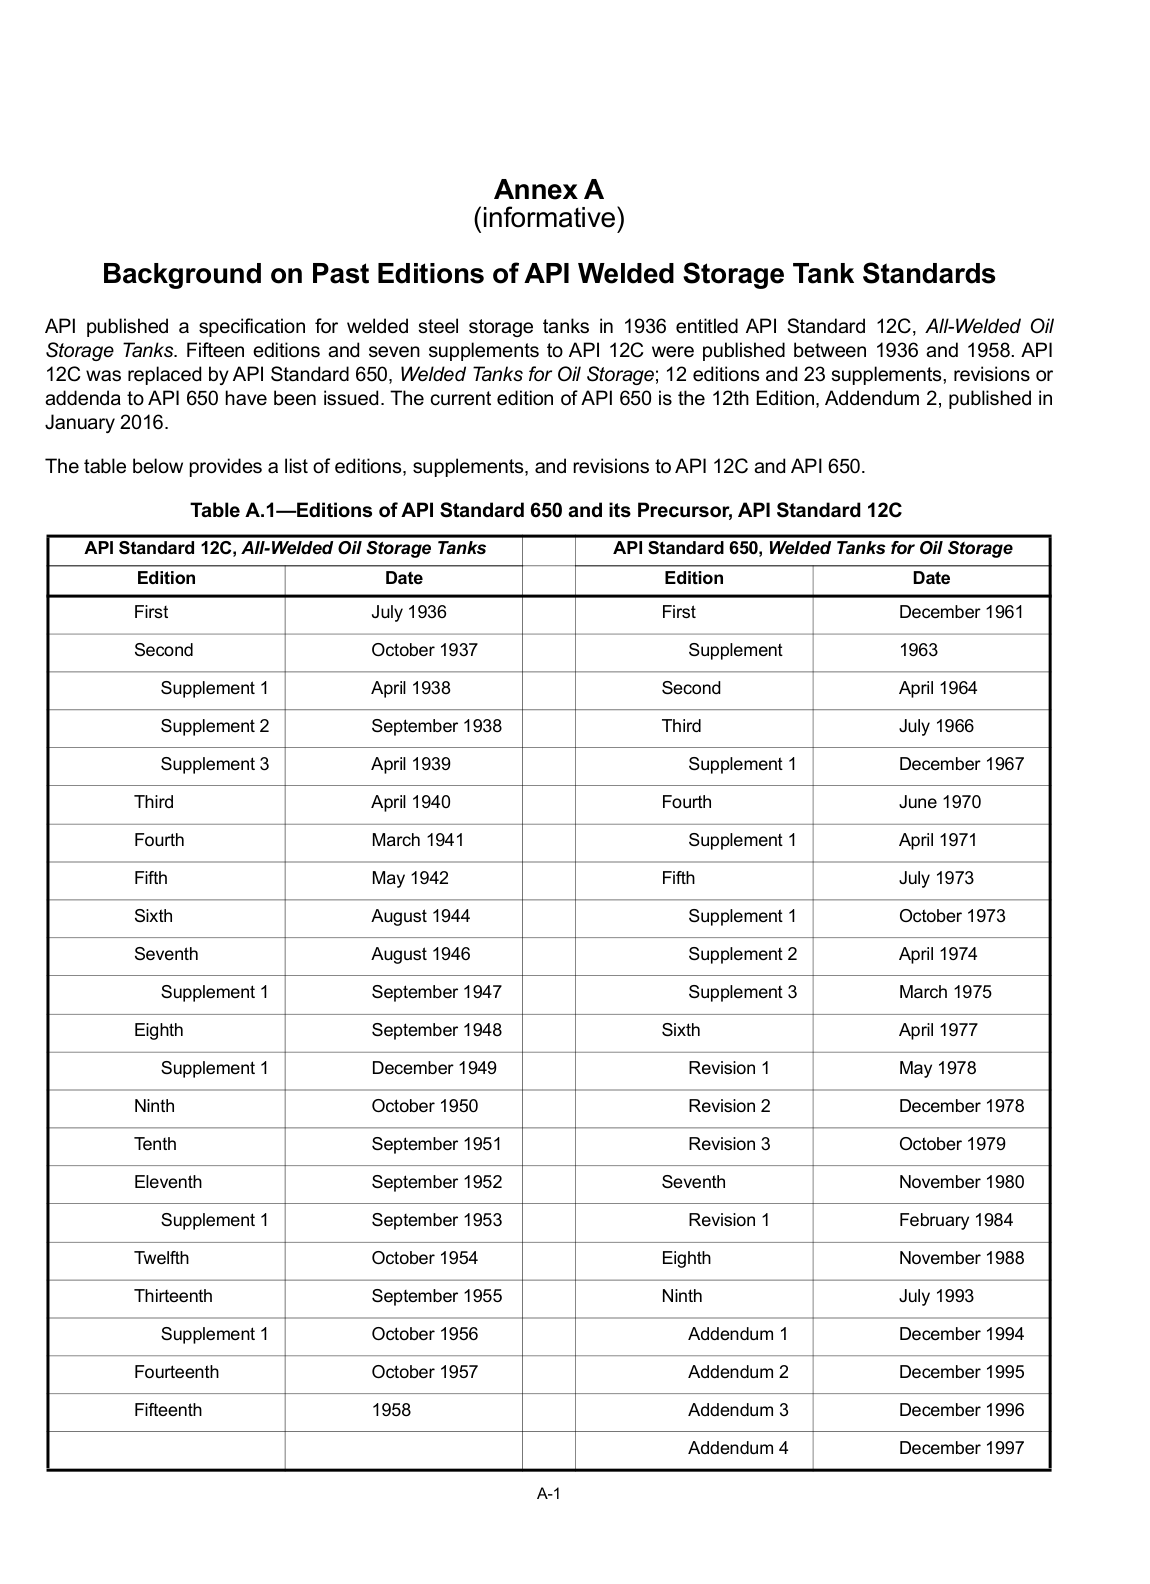 Annex A
(informative)
Background on Past Editions of API Welded Storage Tank Standards
API published a specification for welded steel storage tanks in 1936 entitled API Standard 12C, All-Welded Oil
Storage Tanks. Fifteen editions and seven supplements to API 12C were published between 1936 and 1958. API
12C was replaced by API Standard 650, Welded Tanks for Oil Storage; 12 editions and 23 supplements, revisions or
addenda to API 650 have been issued. The current edition of API 650 is the 12th Edition, Addendum 2, published in
January 2016.
The table below provides a list of editions, supplements, and revisions to API 12C and API 650.
Table A.1—Editions of API Standard 650 and its Precursor, API Standard 12C
API Standard 12C, All-Welded Oil Storage Tanks API Standard 650, Welded Tanks for Oil Storage
Edition Date Edition Date
First July 1936 First December 1961
Second October 1937 Supplement 1963
Supplement 1 April 1938 Second April 1964
Supplement 2 September 1938 Third July 1966
Supplement 3 April 1939 Supplement 1 December 1967
Third April 1940 Fourth June 1970
Fourth March 1941 Supplement 1 April 1971
Fifth May 1942 Fifth July 1973
Sixth August 1944 Supplement 1 October 1973
Seventh August 1946 Supplement 2 April 1974
Supplement 1 September 1947 Supplement 3 March 1975
Eighth September 1948 Sixth April 1977
Supplement 1 December 1949 Revision 1 May 1978
Ninth October 1950 Revision 2 December 1978
Tenth September 1951 Revision 3 October 1979
Eleventh September 1952 Seventh November 1980
Supplement 1 September 1953 Revision 1 February 1984
Twelfth October 1954 Eighth November 1988
Thirteenth September 1955 Ninth July 1993
Supplement 1 October 1956 Addendum 1 December 1994
Fourteenth October 1957 Addendum 2 December 1995
Fifteenth 1958 Addendum 3 December 1996
Addendum 4 December 1997
A-1